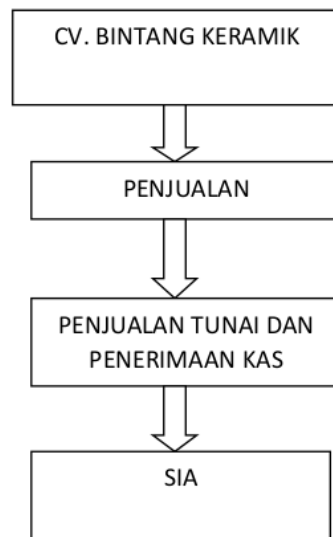 CV. BINTANG KERAMIK
PENJUALAN
PENJUALAN TUNAI DAN
PENERIMAAN KAS
SIA